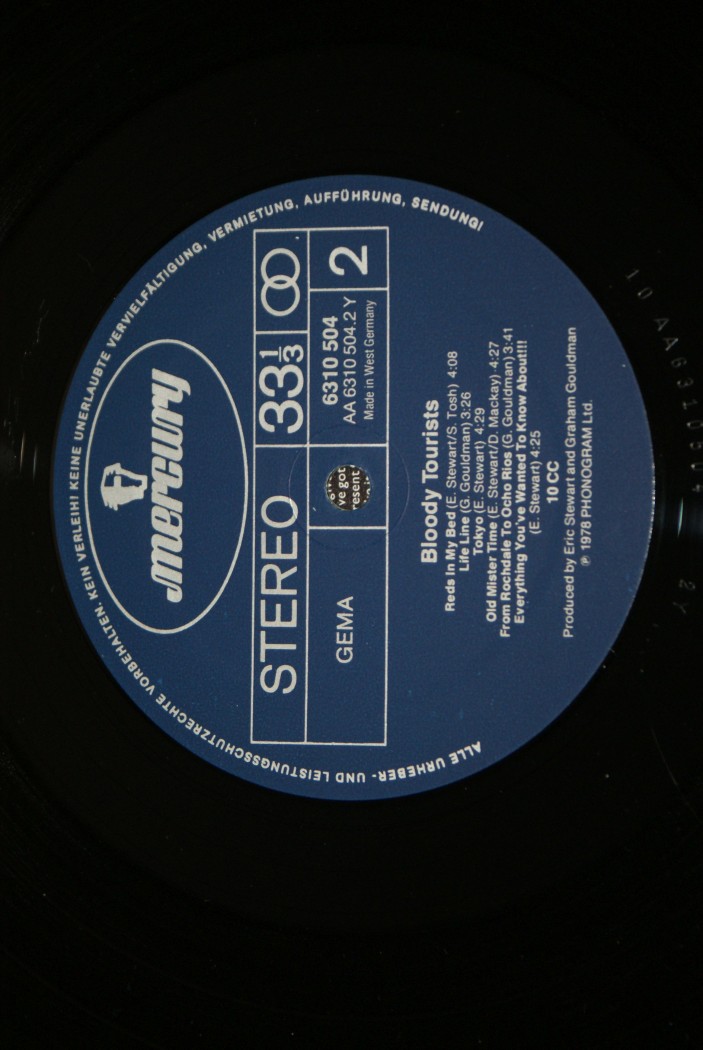 ALLE URHEBER- UND LEISTUNGSSCHUTZRECHTE VORBEHALTEN. KEIN VERLEIH! KEINE UNERLAUBTE VERVIELFÄLTIGUNG, VERMIETUNG, AUFFÜHRUNG, SENDUNG!
mercury
STEREO 33⅓
GEMA
6310 504
AA 6310 504.2 Y
Made in West Germany
2
've got
resent
Bloody Tourists
Reds In My Bed (E. Stewart/S. Tosh) 4:08
Life Line (G. Gouldman) 3:26
Tokyo (E. Stewart) 4:29
Old Mister Time (E. Stewart/D. Mackay) 4:27
From Rochdale To Ocho Rios (G. Gouldman) 3:41
Everything You've Wanted To Know About!!!
(E. Stewart) 4:25
10 CC
Produced by Eric Stewart and Graham Gouldman
℗ 1978 PHONOGRAM Ltd.